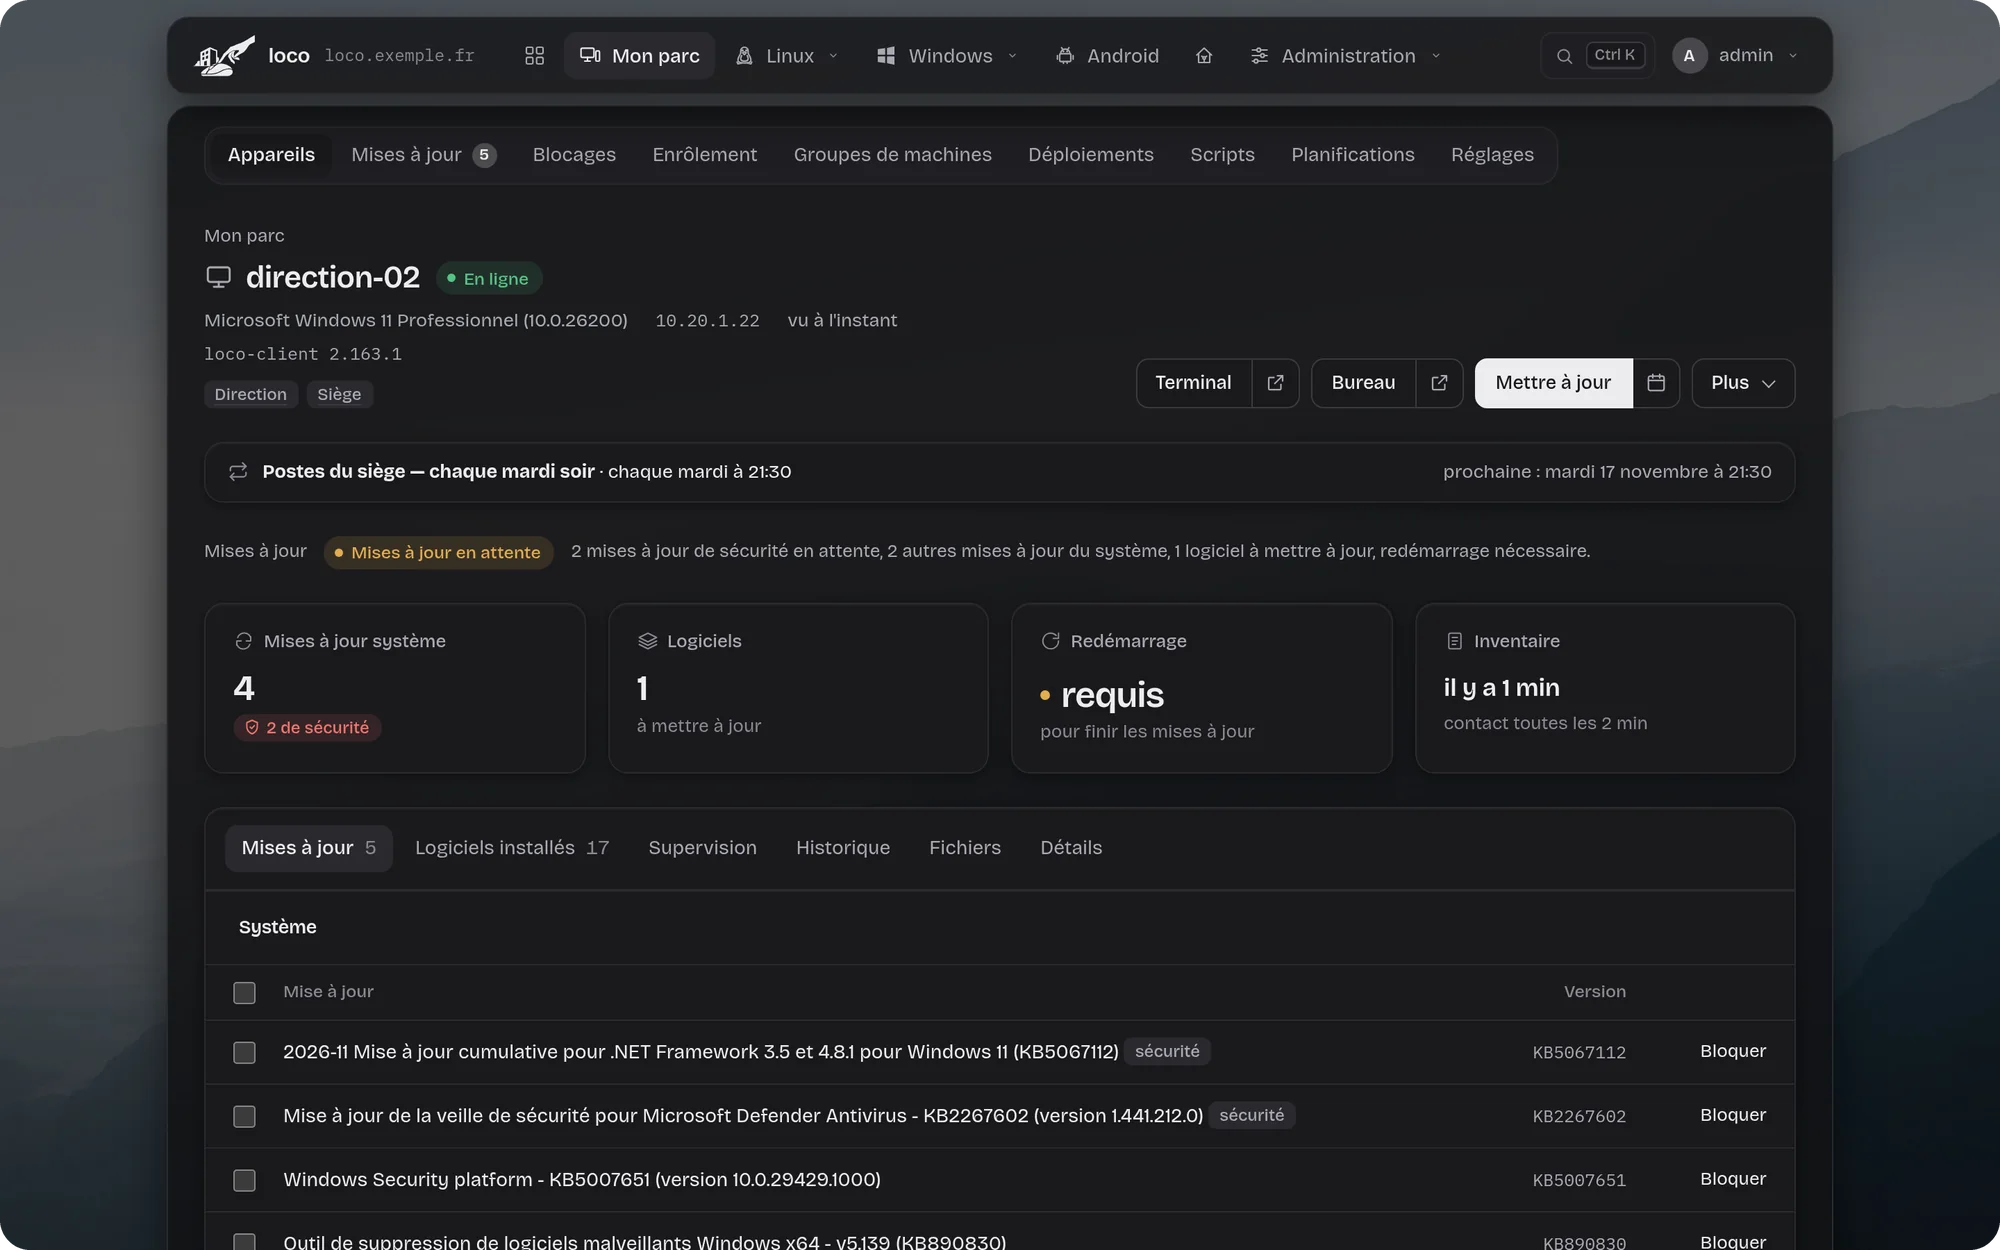 loco loco.exemple.fr Mon parc Linux Windows Android Administration Ctrl K A admin
Appareils Mises à jour 5 Blocages Enrôlement Groupes de machines Déploiements Scripts Planifications Réglages
Mon parc
direction-02 En ligne
Microsoft Windows 11 Professionnel (10.0.26200) 10.20.1.22 vu à l'instant
loco-client 2.163.1
Direction Siège
Terminal Bureau Mettre à jour Plus
Postes du siège — chaque mardi soir · chaque mardi à 21:30 prochaine : mardi 17 novembre à 21:30
Mises à jour Mises à jour en attente 2 mises à jour de sécurité en attente, 2 autres mises à jour du système, 1 logiciel à mettre à jour, redémarrage nécessaire.
Mises à jour système
4
2 de sécurité
Logiciels
1
à mettre à jour
Redémarrage
requis
pour finir les mises à jour
Inventaire
il y a 1 min
contact toutes les 2 min
Mises à jour 5 Logiciels installés 17 Supervision Historique Fichiers Détails
Système
Mise à jour Version
2026-11 Mise à jour cumulative pour .NET Framework 3.5 et 4.8.1 pour Windows 11 (KB5067112) sécurité KB5067112 Bloquer
Mise à jour de la veille de sécurité pour Microsoft Defender Antivirus - KB2267602 (version 1.441.212.0) sécurité KB2267602 Bloquer
Windows Security platform - KB5007651 (version 10.0.29429.1000) KB5007651 Bloquer
Outil de suppression de logiciels malveillants Windows x64 - v5.139 (KB890830) KB890830 Bloquer